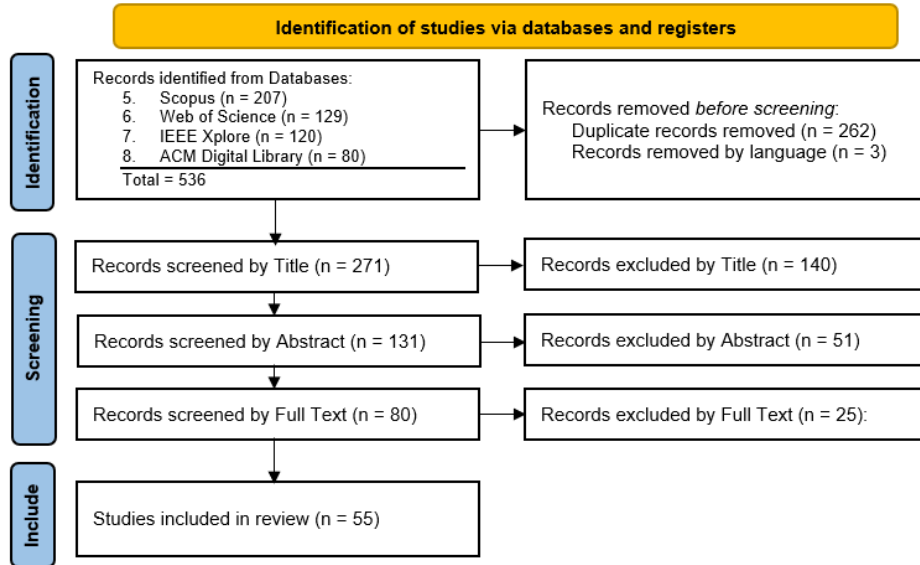 Identification of studies via databases and registers
Identification
Records identified from Databases:
5. Scopus (n = 207)
6. Web of Science (n = 129)
7. IEEE Xplore (n = 120)
8. ACM Digital Library (n = 80)
Total = 536
Records removed before screening:
Duplicate records removed (n = 262)
Records removed by language (n = 3)
Screening
Records screened by Title (n = 271)
Records excluded by Title (n = 140)
Records screened by Abstract (n = 131)
Records excluded by Abstract (n = 51)
Records screened by Full Text (n = 80)
Records excluded by Full Text (n = 25):
Include
Studies included in review (n = 55)